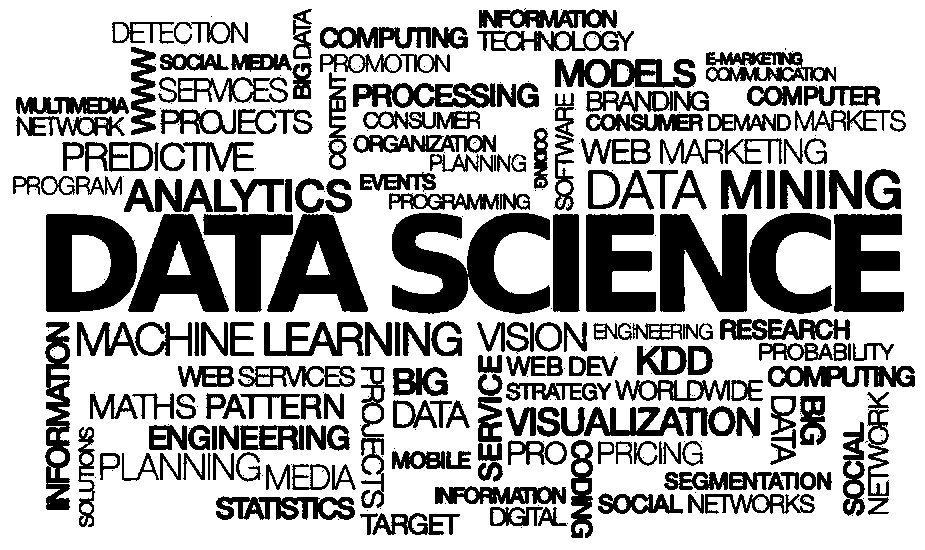 DETECTION
BIG DATA
COMPUTING
INFORMATION
TECHNOLOGY
WWW
SOCIAL MEDIA
PROMOTION
E-MARKETING
COMMUNICATION
MODELS
SERVICES
CONTENT
PROCESSING
SOFTWARE
BRANDING
COMPUTER
MULTIMEDIA
NETWORK
PROJECTS
CONSUMER
CONSUMER DEMAND
MARKETS
PREDICTIVE
ORGANIZATION
PLANNING
CODING
WEB MARKETING
PROGRAM
ANALYTICS
EVENTS
PROGRAMMING
DATA MINING
DATA SCIENCE
INFORMATION
MACHINE LEARNING
VISION
ENGINEERING
RESEARCH
PROBABILITY
WEB SERVICES
PROJECTS
BIG
DATA
SERVICE
WEB DEV
KDD
COMPUTING
STRATEGY
WORLDWIDE
MATHS PATTERN
VISUALIZATION
BIG
DATA
SOCIAL
NETWORK
SOLUTIONS
ENGINEERING
PLANNING
MEDIA
MOBILE
PRO
CODING
PRICING
SEGMENTATION
STATISTICS
INFORMATION
DIGITAL
SOCIAL NETWORKS
TARGET